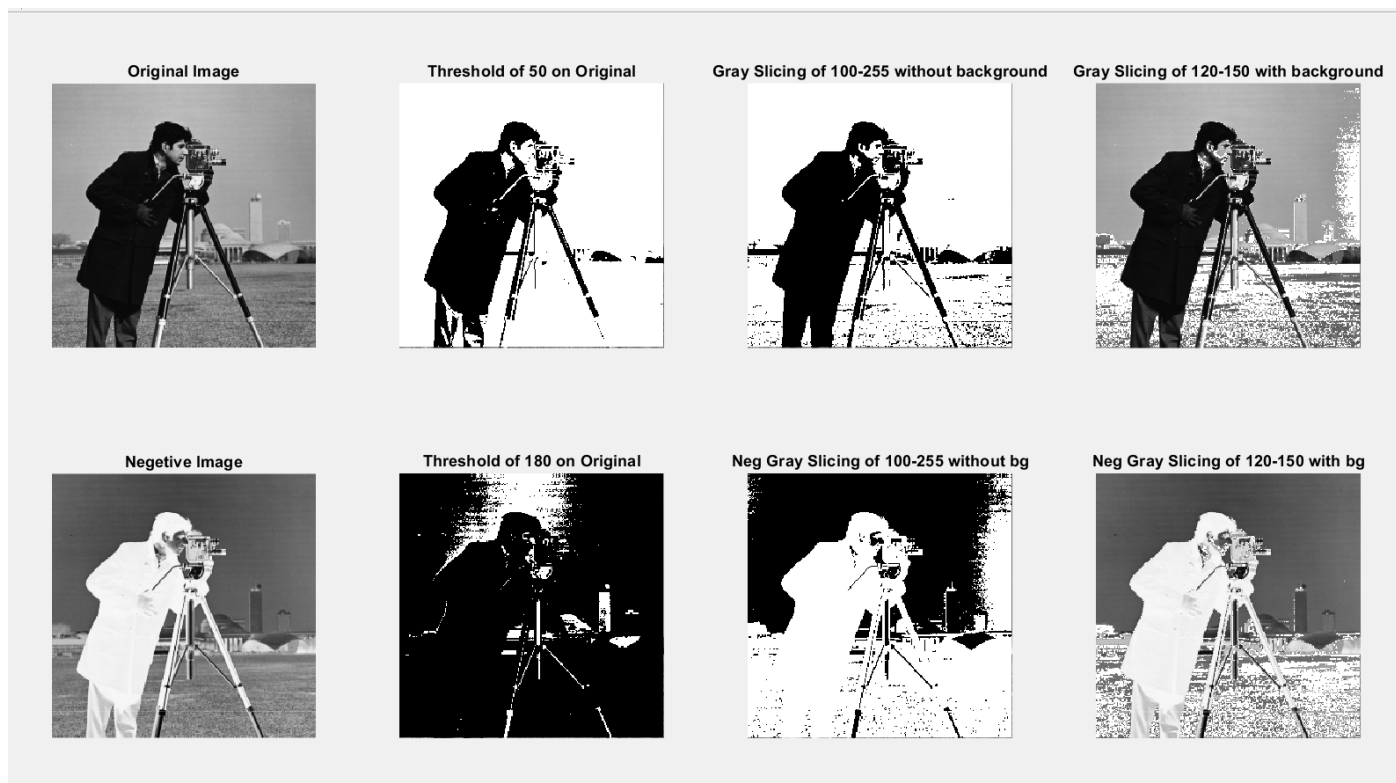 Original Image
Threshold of 50 on Original
Gray Slicing of 100-255 without background
Gray Slicing of 120-150 with background
Negetive Image
Threshold of 180 on Original
Neg Gray Slicing of 100-255 without bg
Neg Gray Slicing of 120-150 with bg